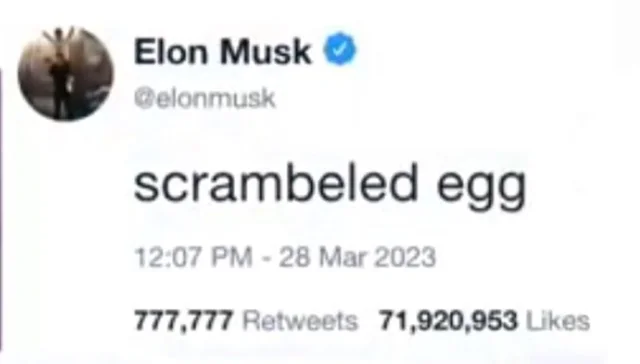 Elon Musk
@elonmusk
scrambeled egg
12:07 PM - 28 Mar 2023
777,777 Retweets 71,920,953 Likes